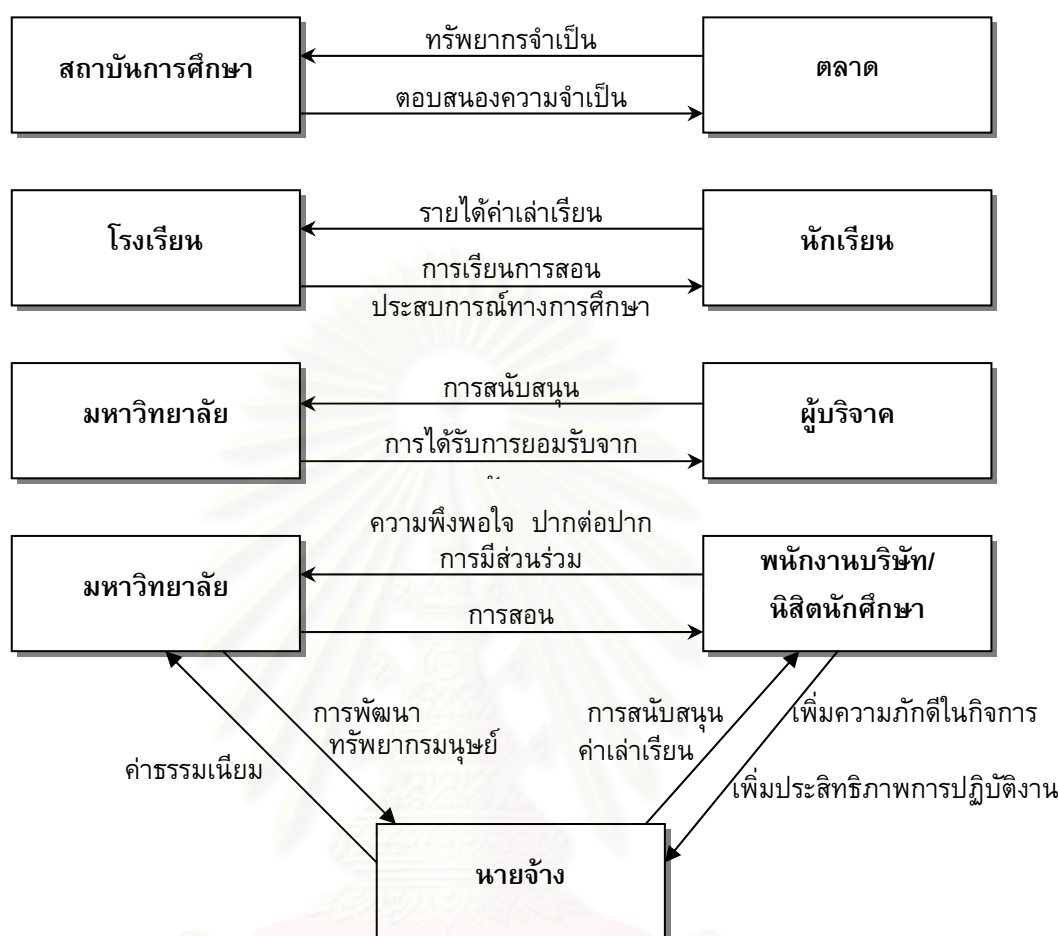 สถาบันการศึกษา
ทรัพยากรจำเป็น
ตอบสนองความจำเป็น
ตลาด
โรงเรียน
รายได้ค่าเล่าเรียน
การเรียนการสอน
ประสบการณ์ทางการศึกษา
นักเรียน
มหาวิทยาลัย
การสนับสนุน
การได้รับการยอมรับจาก
ผู้บริจาค
ความพึงพอใจ ปากต่อปาก
การมีส่วนร่วม
มหาวิทยาลัย
การสอน
พนักงานบริษัท/
นิสิตนักศึกษา
การพัฒนา
ทรัพยากรมนุษย์
ค่าธรรมเนียม
การสนับสนุน
ค่าเล่าเรียน
เพิ่มความภักดีในกิจการ
เพิ่มประสิทธิภาพการปฏิบัติงาน
นายจ้าง